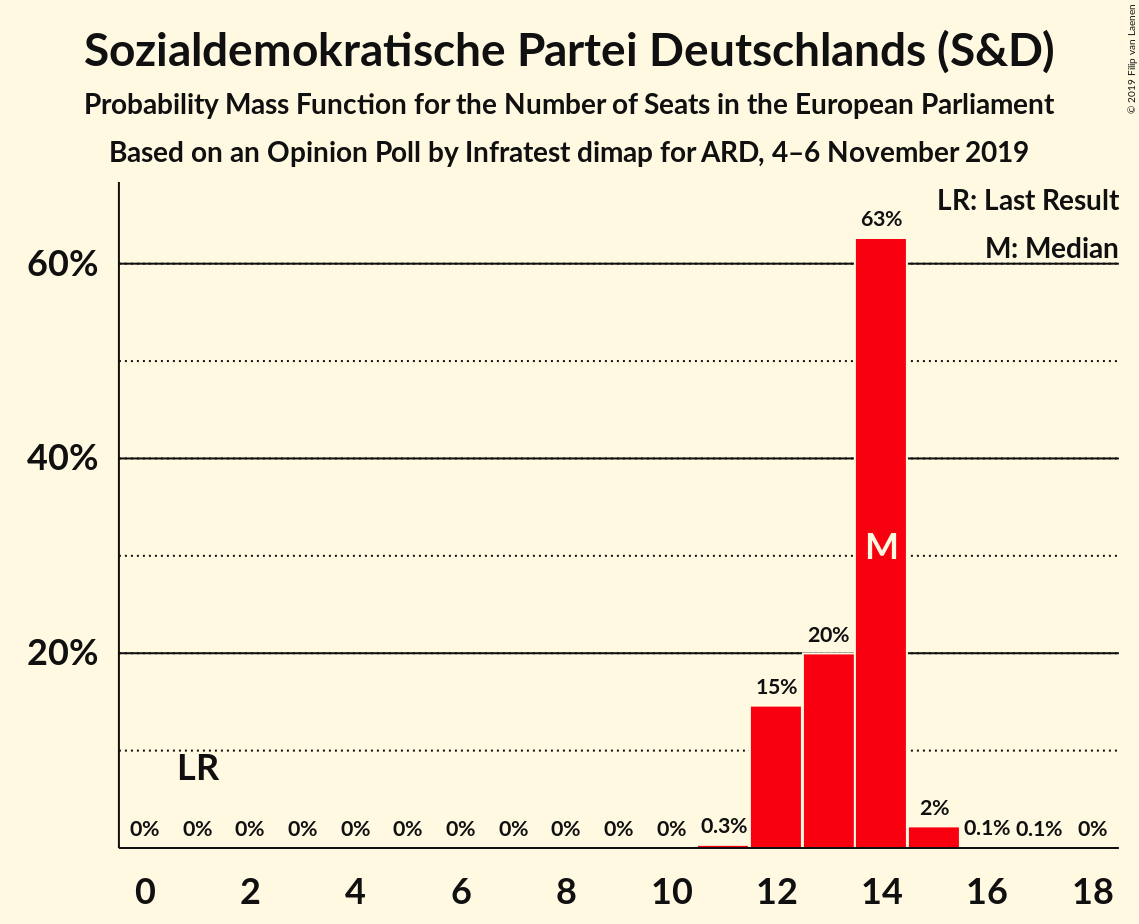 Sozialdemokratische Partei Deutschlands (S&D)
Probability Mass Function for the Number of Seats in the European Parliament
Based on an Opinion Poll by Infratest dimap for ARD, 4–6 November 2019
© 2019 Filip van Laenen
LR: Last Result
M: Median
63%
60%
40%
M
20%
20%
15%
LR
2%
0% 0% 0% 0% 0% 0% 0% 0% 0% 0% 0% 0.3% 0.1% 0.1% 0%
0 2 4 6 8 10 12 14 16 18